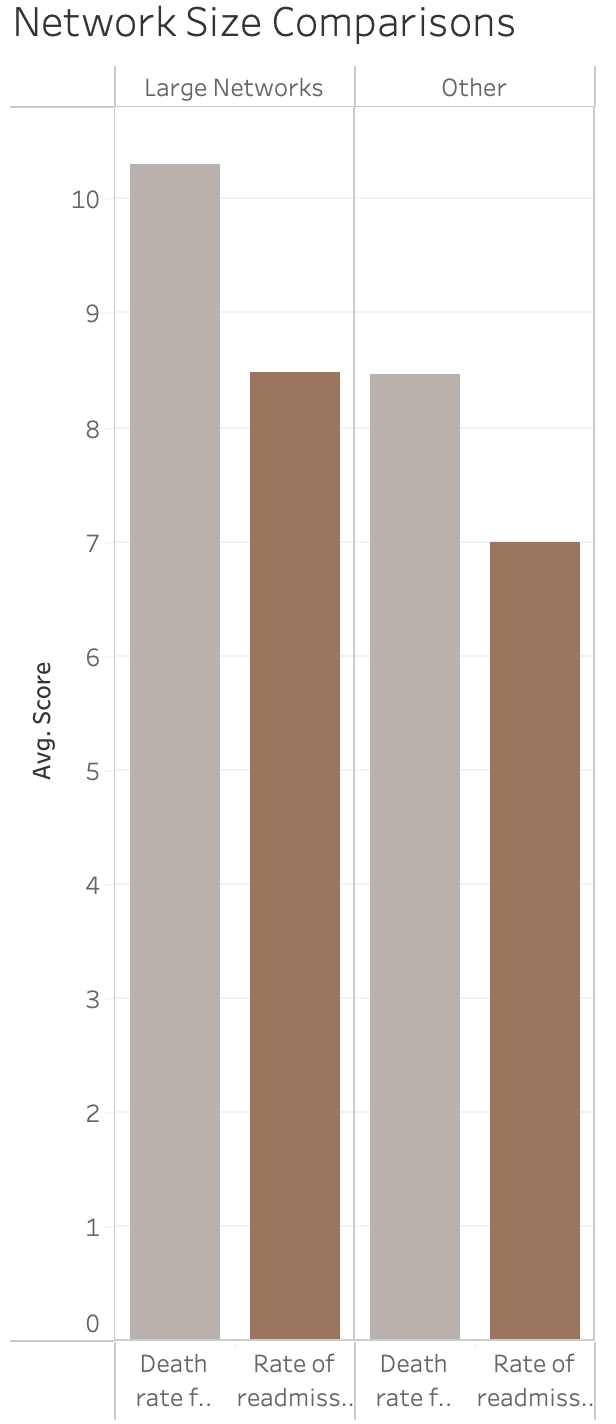 Network Size Comparisons
Large Networks Other
10
9
8
7
6
5
4
3
2
1
0
Avg. Score
Death Rate of Death Rate of
rate f.. readmiss.. rate f.. readmiss..